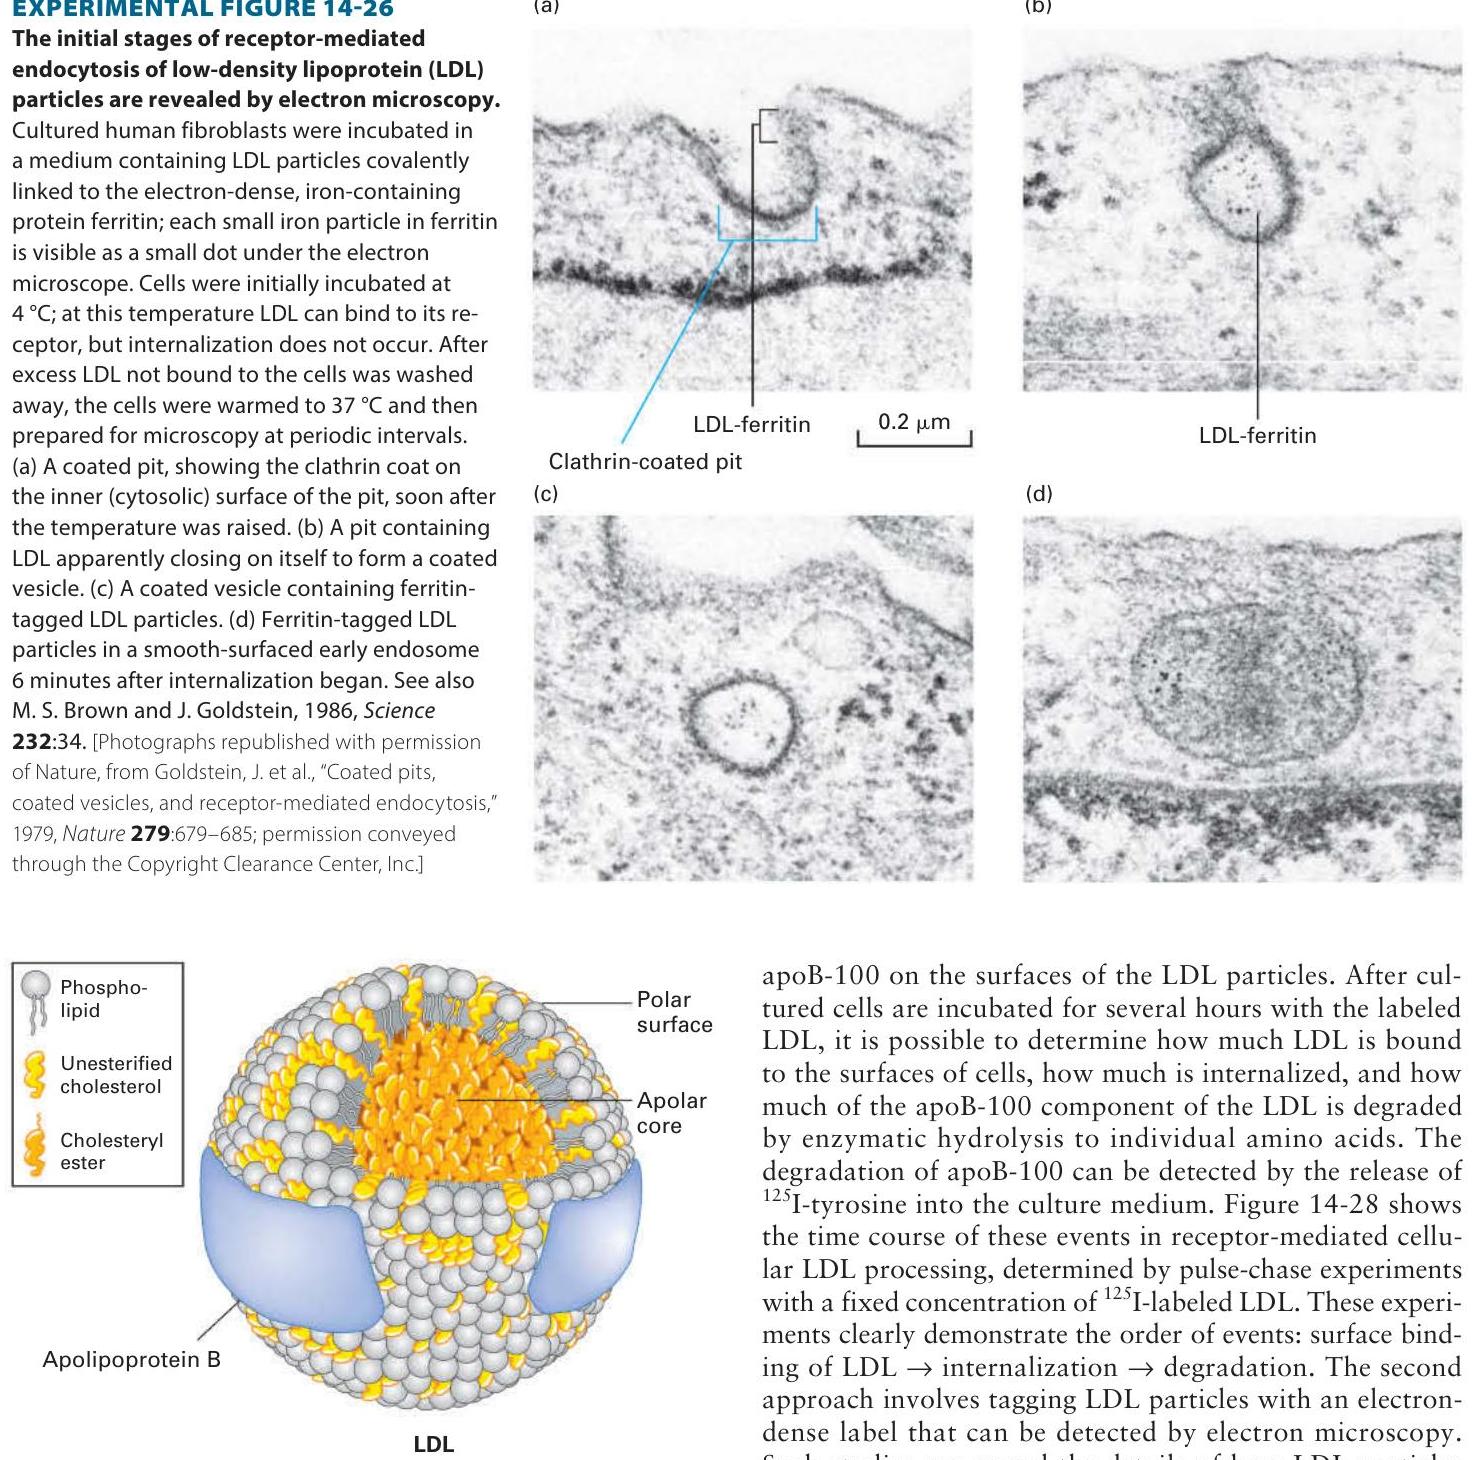 EXPERIMENTAL FIGURE 14-26
The initial stages of receptor-mediated
endocytosis of low-density lipoprotein (LDL)
particles are revealed by electron microscopy.
Cultured human fibroblasts were incubated in
a medium containing LDL particles covalently
linked to the electron-dense, iron-containing
protein ferritin; each small iron particle in ferritin
is visible as a small dot under the electron
microscope. Cells were initially incubated at
4 °C; at this temperature LDL can bind to its re-
ceptor, but internalization does not occur. After
excess LDL not bound to the cells was washed
away, the cells were warmed to 37 °C and then
prepared for microscopy at periodic intervals.
(a) A coated pit, showing the clathrin coat on
the inner (cytosolic) surface of the pit, soon after
the temperature was raised. (b) A pit containing
LDL apparently closing on itself to form a coated
vesicle. (c) A coated vesicle containing ferritin-
tagged LDL particles. (d) Ferritin-tagged LDL
particles in a smooth-surfaced early endosome
6 minutes after internalization began. See also
M. S. Brown and J. Goldstein, 1986, Science
232:34. [Photographs republished with permission
of Nature, from Goldstein, J. et al., “Coated pits,
coated vesicles, and receptor-mediated endocytosis,”
1979, Nature 279:679–685; permission conveyed
through the Copyright Clearance Center, Inc.]
(a)
(b)
LDL-ferritin
0.2 μm
Clathrin-coated pit
LDL-ferritin
(c)
(d)
Phospho-
lipid
Unesterified
cholesterol
Cholesteryl
ester
Polar
surface
Apolar
core
Apolipoprotein B
LDL
apoB-100 on the surfaces of the LDL particles. After cul-
tured cells are incubated for several hours with the labeled
LDL, it is possible to determine how much LDL is bound
to the surfaces of cells, how much is internalized, and how
much of the apoB-100 component of the LDL is degraded
by enzymatic hydrolysis to individual amino acids. The
degradation of apoB-100 can be detected by the release of
¹²⁵I-tyrosine into the culture medium. Figure 14-28 shows
the time course of these events in receptor-mediated cellu-
lar LDL processing, determined by pulse-chase experiments
with a fixed concentration of ¹²⁵I-labeled LDL. These experi-
ments clearly demonstrate the order of events: surface bind-
ing of LDL → internalization → degradation. The second
approach involves tagging LDL particles with an electron-
dense label that can be detected by electron microscopy.